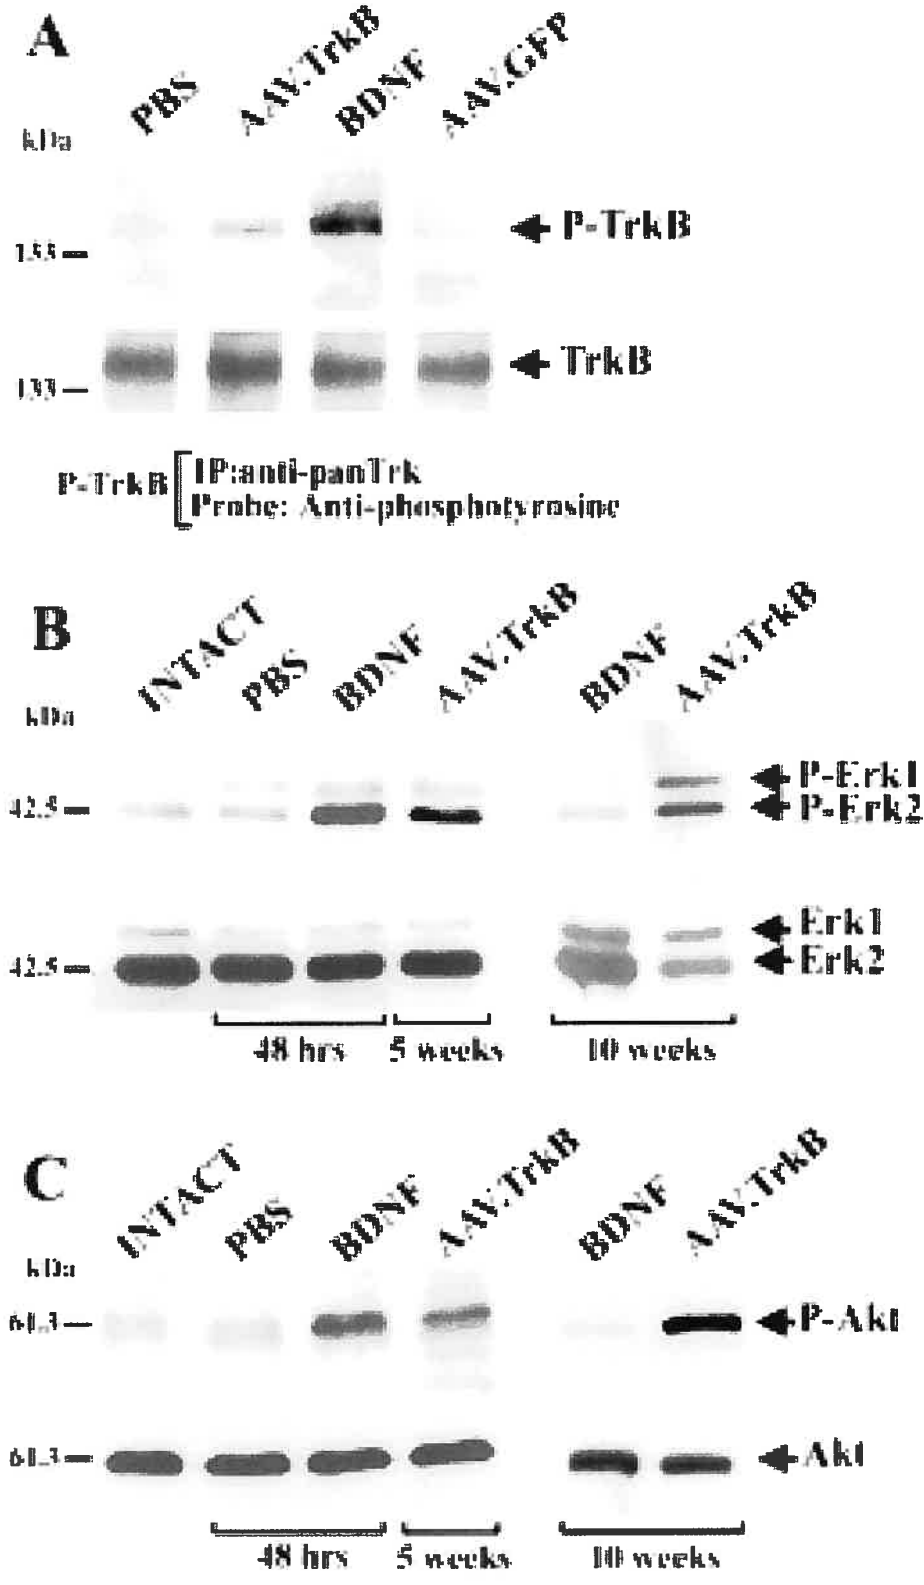 A
PBS AAV.TrkB BDNF AAV.GFP
kDa
P-TrkB
133
TrkB
133
P-TrkB IP:anti-panTrk
Probe: Anti-phosphotyrosine
B
INTACT PBS BDNF AAV.TrkB BDNF AAV.TrkB
kDa
P-Erk1
42.5 P-Erk2
Erk1
42.5 Erk2
48 hrs 5 weeks 10 weeks
C
INTACT PBS BDNF AAV.TrkB BDNF AAV.TrkB
kDa
61.3 P-Akt
61.3 Akt
48 hrs 5 weeks 10 weeks